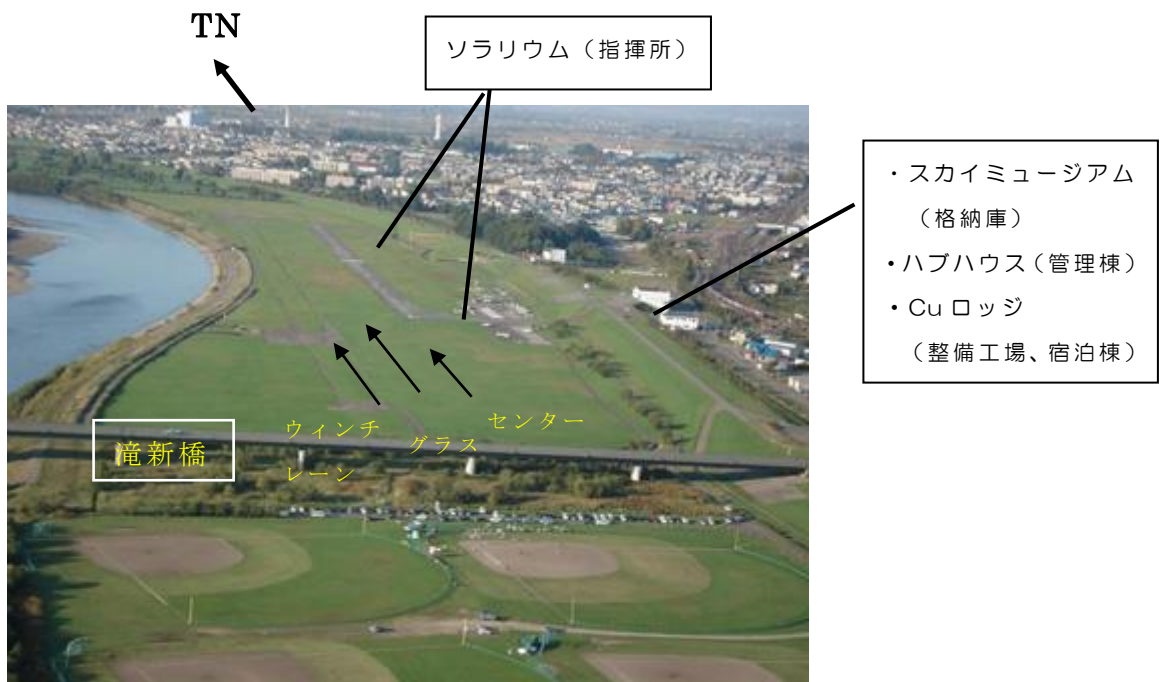 TN
ソラリウム（指揮所）
・スカイミュージアム
（格納庫）
・ハブハウス（管理棟）
・Cu ロッジ
（整備工場、宿泊棟）
滝新橋
ウィンチ
レーン
グラス
センター